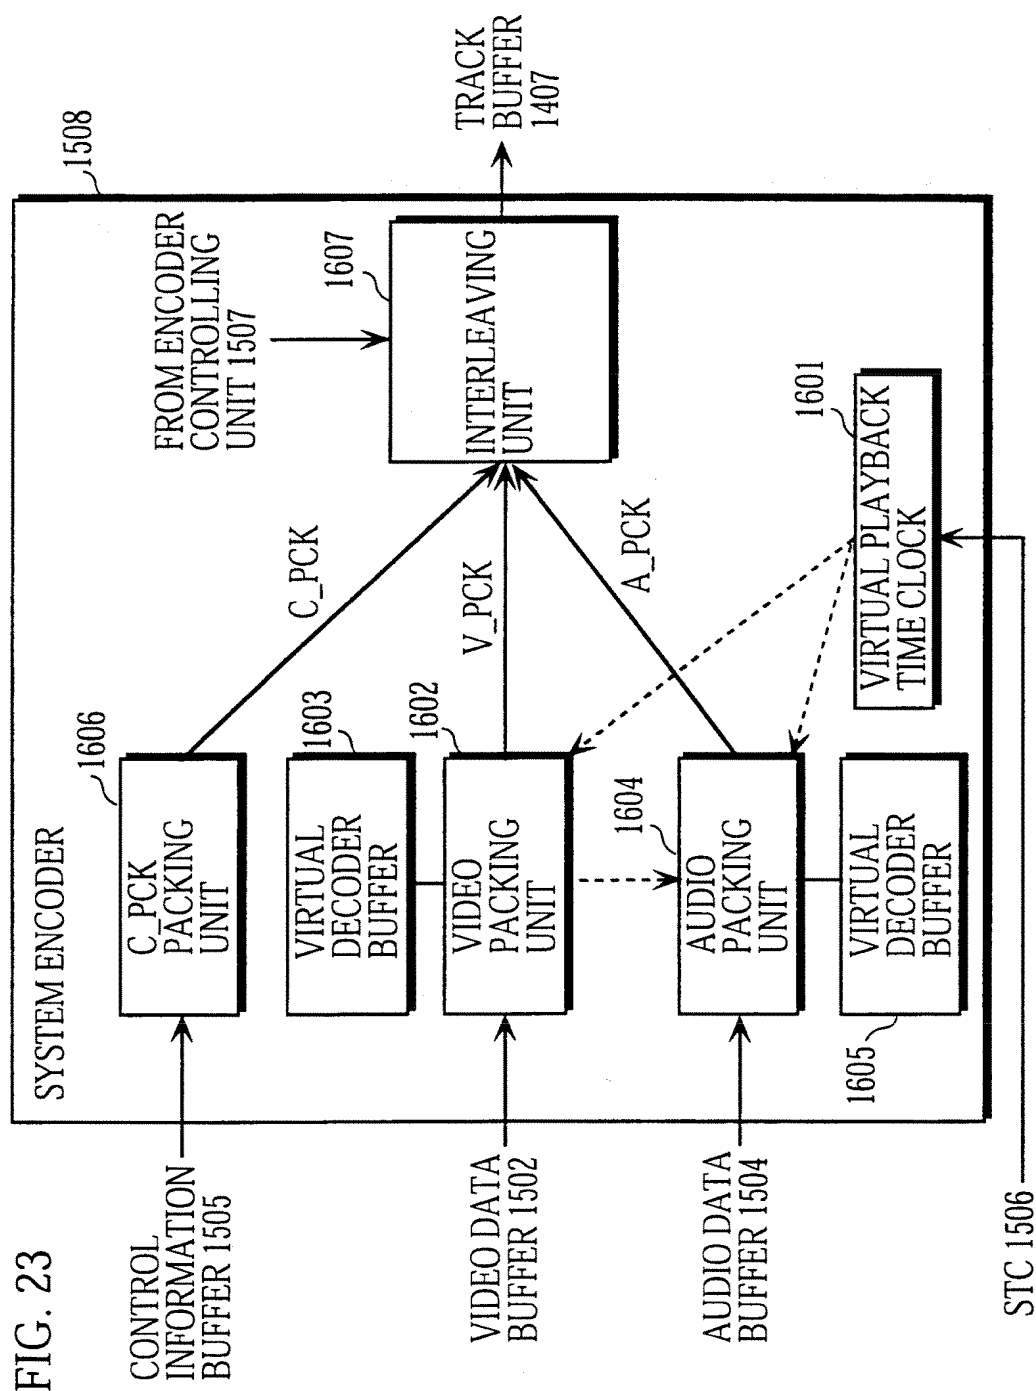 FIG. 23
SYSTEM ENCODER
1508
CONTROL
INFORMATION
BUFFER 1505
C_PCK
PACKING
UNIT
1606
C_PCK
FROM ENCODER
CONTROLLING
UNIT 1507
VIRTUAL
DECODER
BUFFER
1603
VIDEO DATA
BUFFER 1502
VIDEO
PACKING
UNIT
1602
V_PCK
INTERLEAVING
UNIT
1607
TRACK
BUFFER
1407
AUDIO DATA
BUFFER 1504
AUDIO
PACKING
UNIT
1604
A_PCK
VIRTUAL
DECODER
BUFFER
1605
VIRTUAL PLAYBACK
TIME CLOCK
1601
STC 1506